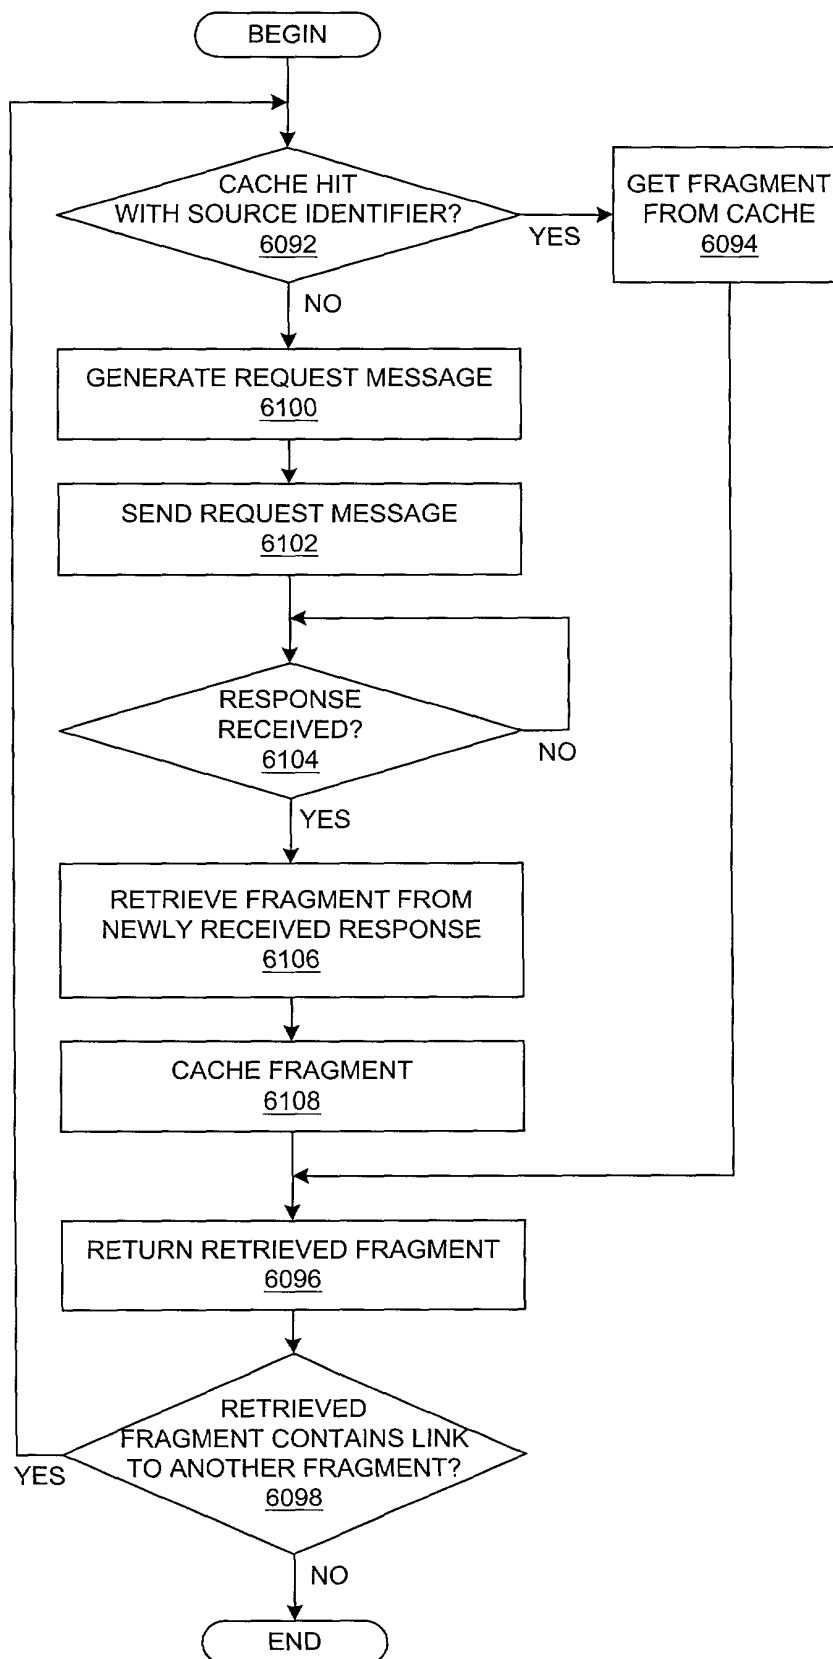 BEGIN
CACHE HIT
WITH SOURCE IDENTIFIER?
6092
YES
GET FRAGMENT
FROM CACHE
6094
NO
GENERATE REQUEST MESSAGE
6100
SEND REQUEST MESSAGE
6102
RESPONSE
RECEIVED?
6104
NO
YES
RETRIEVE FRAGMENT FROM
NEWLY RECEIVED RESPONSE
6106
CACHE FRAGMENT
6108
RETURN RETRIEVED FRAGMENT
6096
RETRIEVED
FRAGMENT CONTAINS LINK
TO ANOTHER FRAGMENT?
6098
YES
NO
END